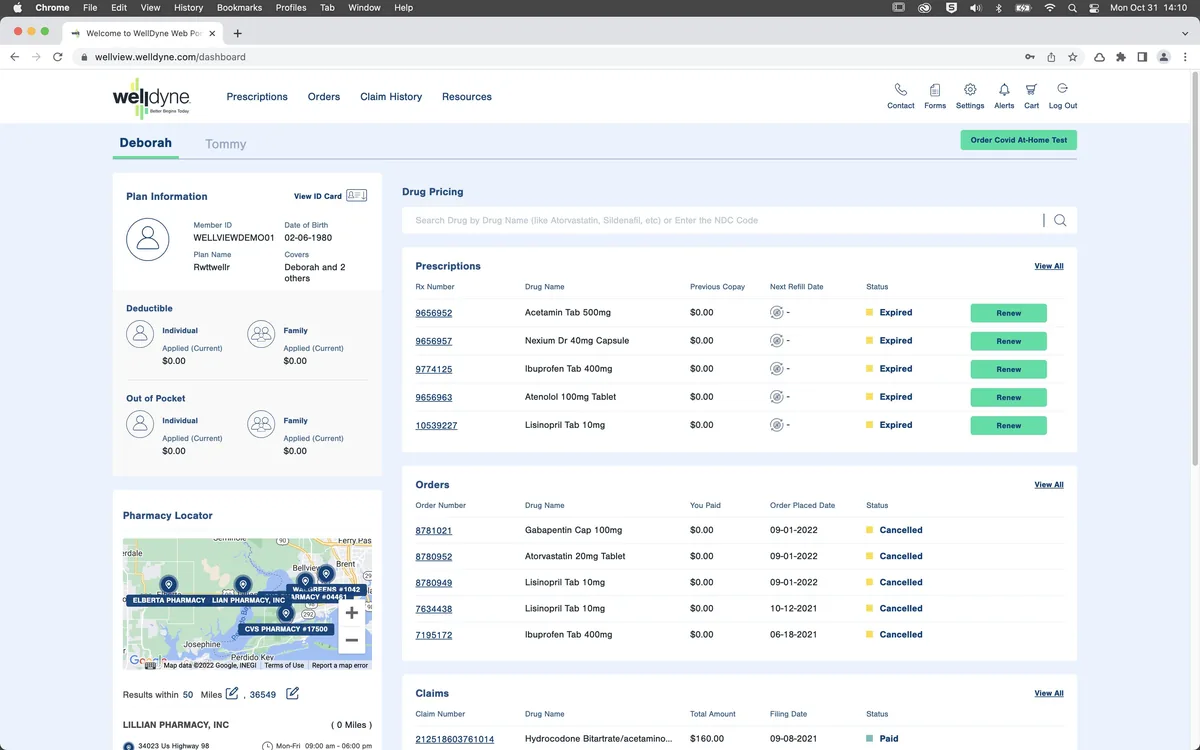 Chrome File Edit View History Bookmarks Profiles Tab Window Help Mon Oct 31 14:10
Welcome to WellDyne Web Por
wellview.welldyne.com/dashboard
welldyne
Better Begins Today
Prescriptions Orders Claim History Resources
Contact Forms Settings Alerts Cart Log Out
Deborah Tommy
Order Covid At-Home Test
Plan Information View ID Card
Member ID Date of Birth
WELLVIEWDEMO01 02-06-1980
Plan Name Covers
Rwttwellr Deborah and 2
others
Deductible
Individual Family
Applied (Current) Applied (Current)
$0.00 $0.00
Out of Pocket
Individual Family
Applied (Current) Applied (Current)
$0.00 $0.00
Pharmacy Locator
Seminole 90 Ferry Pas
erdale
Bellview Brent
29
WALGREENS #1042
ELBERTA PHARMACY LIAN PHARMACY, INC ARMACY #04461
292
CVS PHARMACY #17500
Josephine
Perdido Key
Google Map data ©2022 Google, INEGI Terms of Use Report a map error
Results within 50 Miles , 36549
LILLIAN PHARMACY, INC ( 0 Miles )
34023 Us Highway 98 Mon-Fri 09:00 am - 06:00 pm
Drug Pricing
Search Drug by Drug Name (like Atorvastatin, Sildenafil, etc) or Enter the NDC Code
Prescriptions View All
Rx Number Drug Name Previous Copay Next Refill Date Status
9656952 Acetamin Tab 500mg $0.00 - Expired Renew
9656957 Nexium Dr 40mg Capsule $0.00 - Expired Renew
9774125 Ibuprofen Tab 400mg $0.00 - Expired Renew
9656963 Atenolol 100mg Tablet $0.00 - Expired Renew
10539227 Lisinopril Tab 10mg $0.00 - Expired Renew
Orders View All
Order Number Drug Name You Paid Order Placed Date Status
8781021 Gabapentin Cap 100mg $0.00 09-01-2022 Cancelled
8780952 Atorvastatin 20mg Tablet $0.00 09-01-2022 Cancelled
8780949 Lisinopril Tab 10mg $0.00 09-01-2022 Cancelled
7634438 Lisinopril Tab 10mg $0.00 10-12-2021 Cancelled
7195172 Ibuprofen Tab 400mg $0.00 06-18-2021 Cancelled
Claims View All
Claim Number Drug Name Total Amount Filing Date Status
212518603761014 Hydrocodone Bitartrate/acetamino... $160.00 09-08-2021 Paid